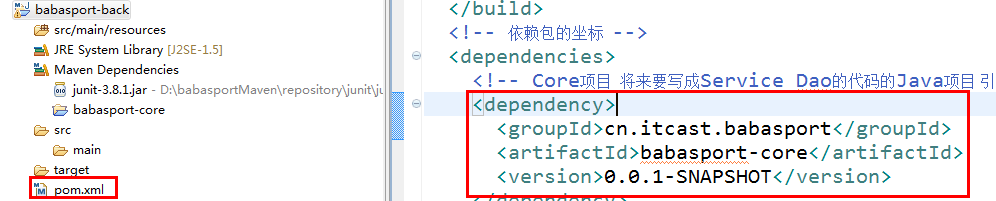 babasport-back
src/main/resources
JRE System Library [J2SE-1.5]
Maven Dependencies
junit-3.8.1.jar - D:\babasportMaven\repository\junit\ju
babasport-core
src
main
target
pom.xml
</build>
<!-- 依赖包的坐标 -->
<dependencies>
<!-- Core项目 将来要写成Service Dao的代码的Java项目 引
<dependency>
<groupId>cn.itcast.babasport</groupId>
<artifactId>babasport-core</artifactId>
<version>0.0.1-SNAPSHOT</version>
</dependency>